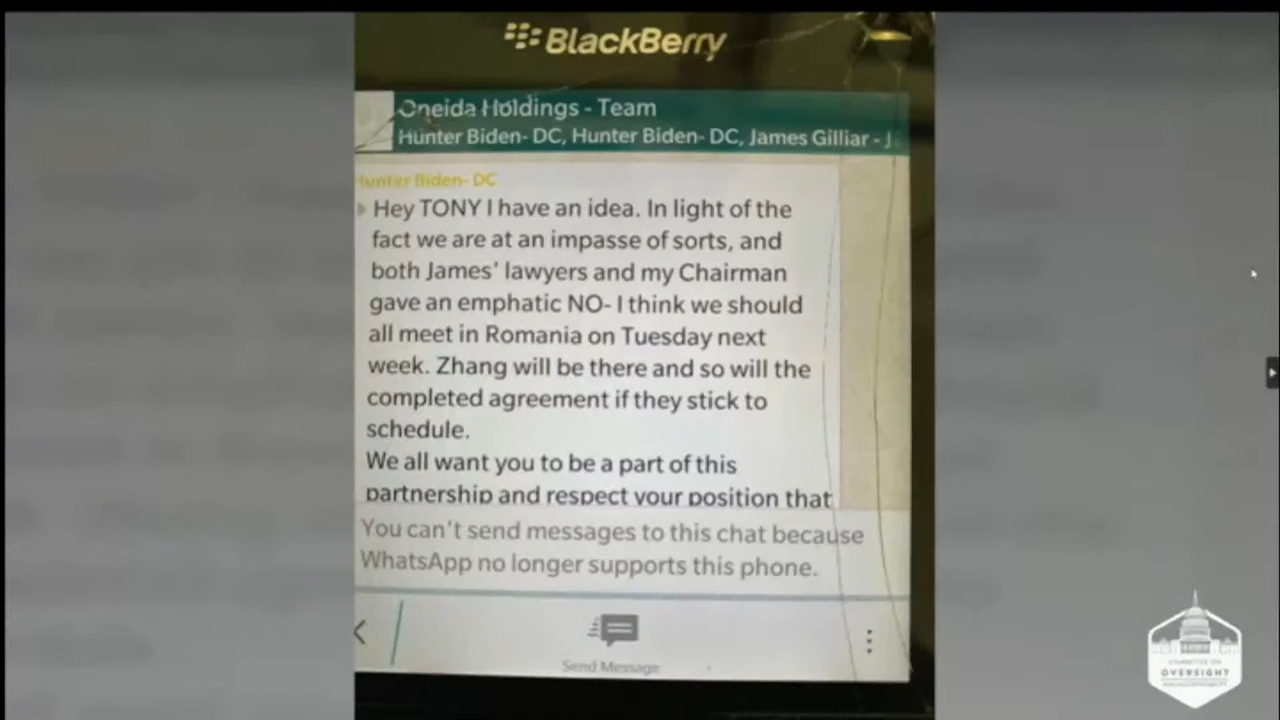 BlackBerry
Oneida Holdings - Team
Hunter Biden- DC, Hunter Biden- DC, James Gilliar - J
Hunter Biden- DC
Hey TONY I have an idea. In light of the
fact we are at an impasse of sorts, and
both James' lawyers and my Chairman
gave an emphatic NO- I think we should
all meet in Romania on Tuesday next
week. Zhang will be there and so will the
completed agreement if they stick to
schedule.
We all want you to be a part of this
partnership and respect your position that
You can't send messages to this chat because
WhatsApp no longer supports this phone.
Send Message
COMMITTEE ON
OVERSIGHT